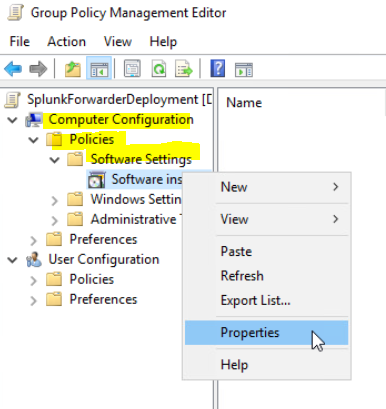 Group Policy Management Editor
File Action View Help
SplunkForwarderDeployment [D
Name
Computer Configuration
Policies
Software Settings
Software ins
Windows Settin
Administrative
Preferences
User Configuration
Policies
Preferences
New
View
Paste
Refresh
Export List...
Properties
Help